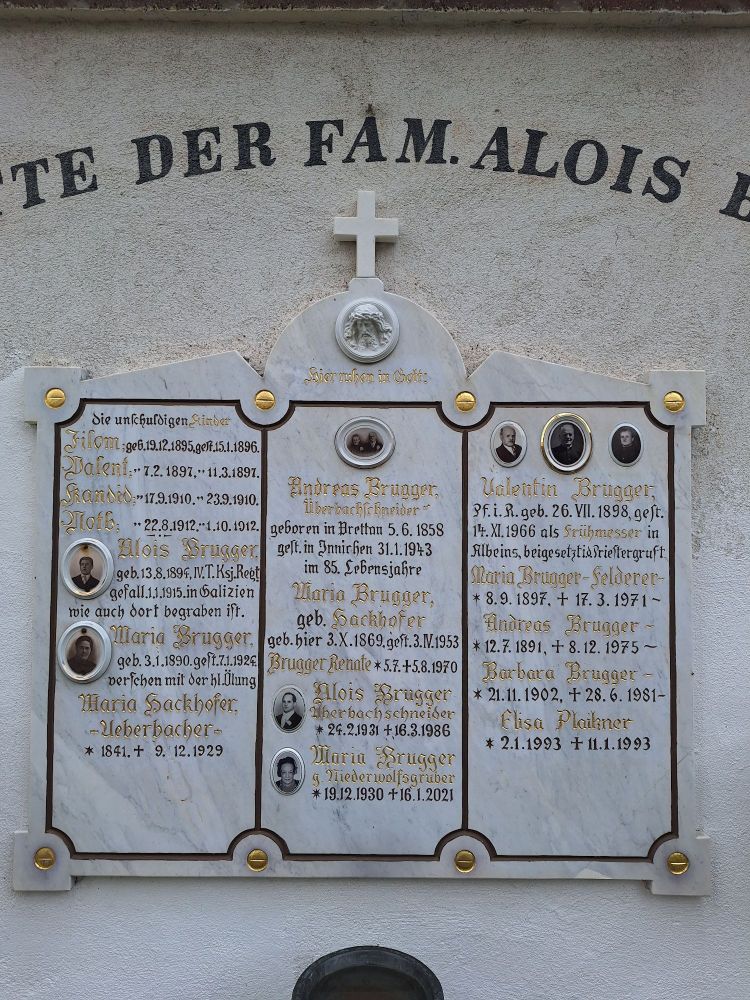 TTE DER FAM. ALOIS B
Hier ruhen in Gott:
die unschuldigen Kinder
Filom: geb. 19.12.1895, gest. 15.1.1896.
Valent: " 7.2.1897. " 11.3.1897.
Kandid: " 17.9.1910. " 23.9.1910.
Notb: " 22.8.1912. " 1.10.1912.
Alois Brugger,
geb. 13.8.1894, IV. T. Ksj. Regt
gefall. 1.1.1915. in Galizien
wie auch dort begraben ist.
Maria Brugger.
geb. 3.1.1890. gest. 7.1.1924.
versehen mit der hl. Ölung
Maria Hackhofer,
-Ueberbacher-
* 1841. + 9. 12.1929
Andreas Brugger,
Überbachschneider-
geboren in Prettau 5.6.1858
gest. in Innichen 31.1.1943
im 85. Lebensjahre
Maria Brugger,
geb. Hackhofer
geb. hier 3.X.1869. gest. 3.IV.1953
Brugger Renate * 5.7. + 5.8.1970
Alois Brugger
Überbachschneider
* 24.2.1931 + 16.3.1986
Maria Brugger
g. Niederwolfsgruber
* 19.12.1930 + 16.1.2021
Valentin Brugger,
Pf. i. R. geb. 26.VII.1898, gest.
14.XI.1966 als Frühmesser in
Albeins, beigesetzt i.d. Priestergruft.
Maria Brugger-Felderer-
* 8.9.1897. + 17.3.1971 ~
Andreas Brugger ~
* 12.7.1891, + 8.12.1975 ~
Barbara Brugger -
* 21.11.1902, + 28.6.1981-
Elisa Plaikner
* 2.1.1993 + 11.1.1993